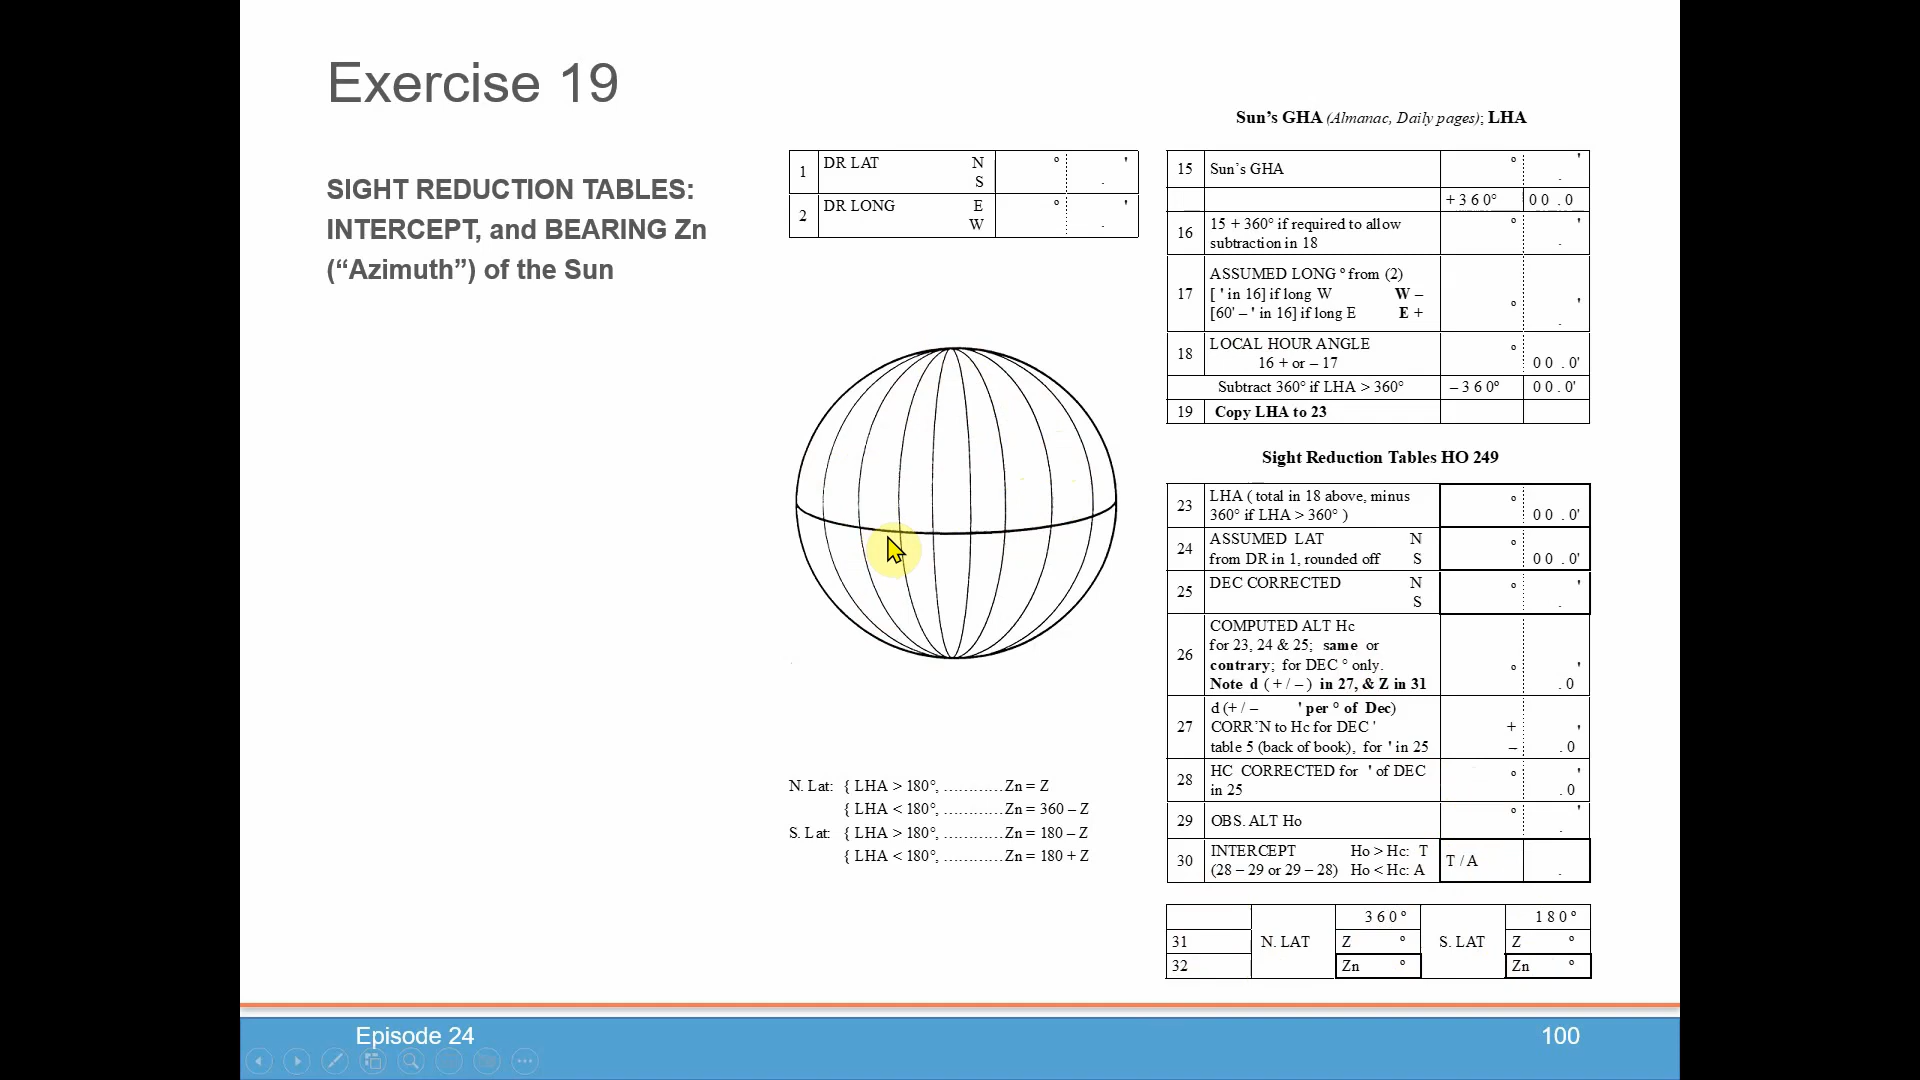 Exercise 19
SIGHT REDUCTION TABLES:
INTERCEPT, and BEARING Zn
(“Azimuth”) of the Sun
1 DR LAT N ° '
S .
2 DR LONG E ° '
W .
N. Lat: { LHA > 180°, ............Zn = Z
{ LHA < 180°, ............Zn = 360 – Z
S. Lat: { LHA > 180°, ............Zn = 180 – Z
{ LHA < 180°, ............Zn = 180 + Z
Sun’s GHA (Almanac, Daily pages); LHA
15 Sun’s GHA ° ' .
+ 3 6 0° 0 0 . 0
16 15 + 360° if required to allow ° '
subtraction in 18 .
17 ASSUMED LONG ° from (2)
[ ' in 16] if long W W –
[60' – ' in 16] if long E E + ° ' .
18 LOCAL HOUR ANGLE °
16 + or – 17 0 0 . 0'
Subtract 360° if LHA > 360° – 3 6 0° 0 0 . 0'
19 Copy LHA to 23
Sight Reduction Tables HO 249
23 LHA ( total in 18 above, minus °
360° if LHA > 360° ) 0 0 . 0'
24 ASSUMED LAT N °
from DR in 1, rounded off S 0 0 . 0'
25 DEC CORRECTED N ° '
S .
26 COMPUTED ALT Hc
for 23, 24 & 25; same or
contrary; for DEC ° only. ° '
Note d ( + / – ) in 27, & Z in 31 . 0
27 d (+ / – ' per ° of Dec)
CORR’N to Hc for DEC ' + '
table 5 (back of book), for ' in 25 – . 0
28 HC CORRECTED for ' of DEC ° '
in 25 . 0
29 OBS. ALT Ho ° ' .
30 INTERCEPT Ho > Hc: T T / A
(28 – 29 or 29 – 28) Ho < Hc: A .
3 6 0° 1 8 0°
31 N. LAT Z ° S. LAT Z °
32 Zn ° Zn °
Episode 24
100